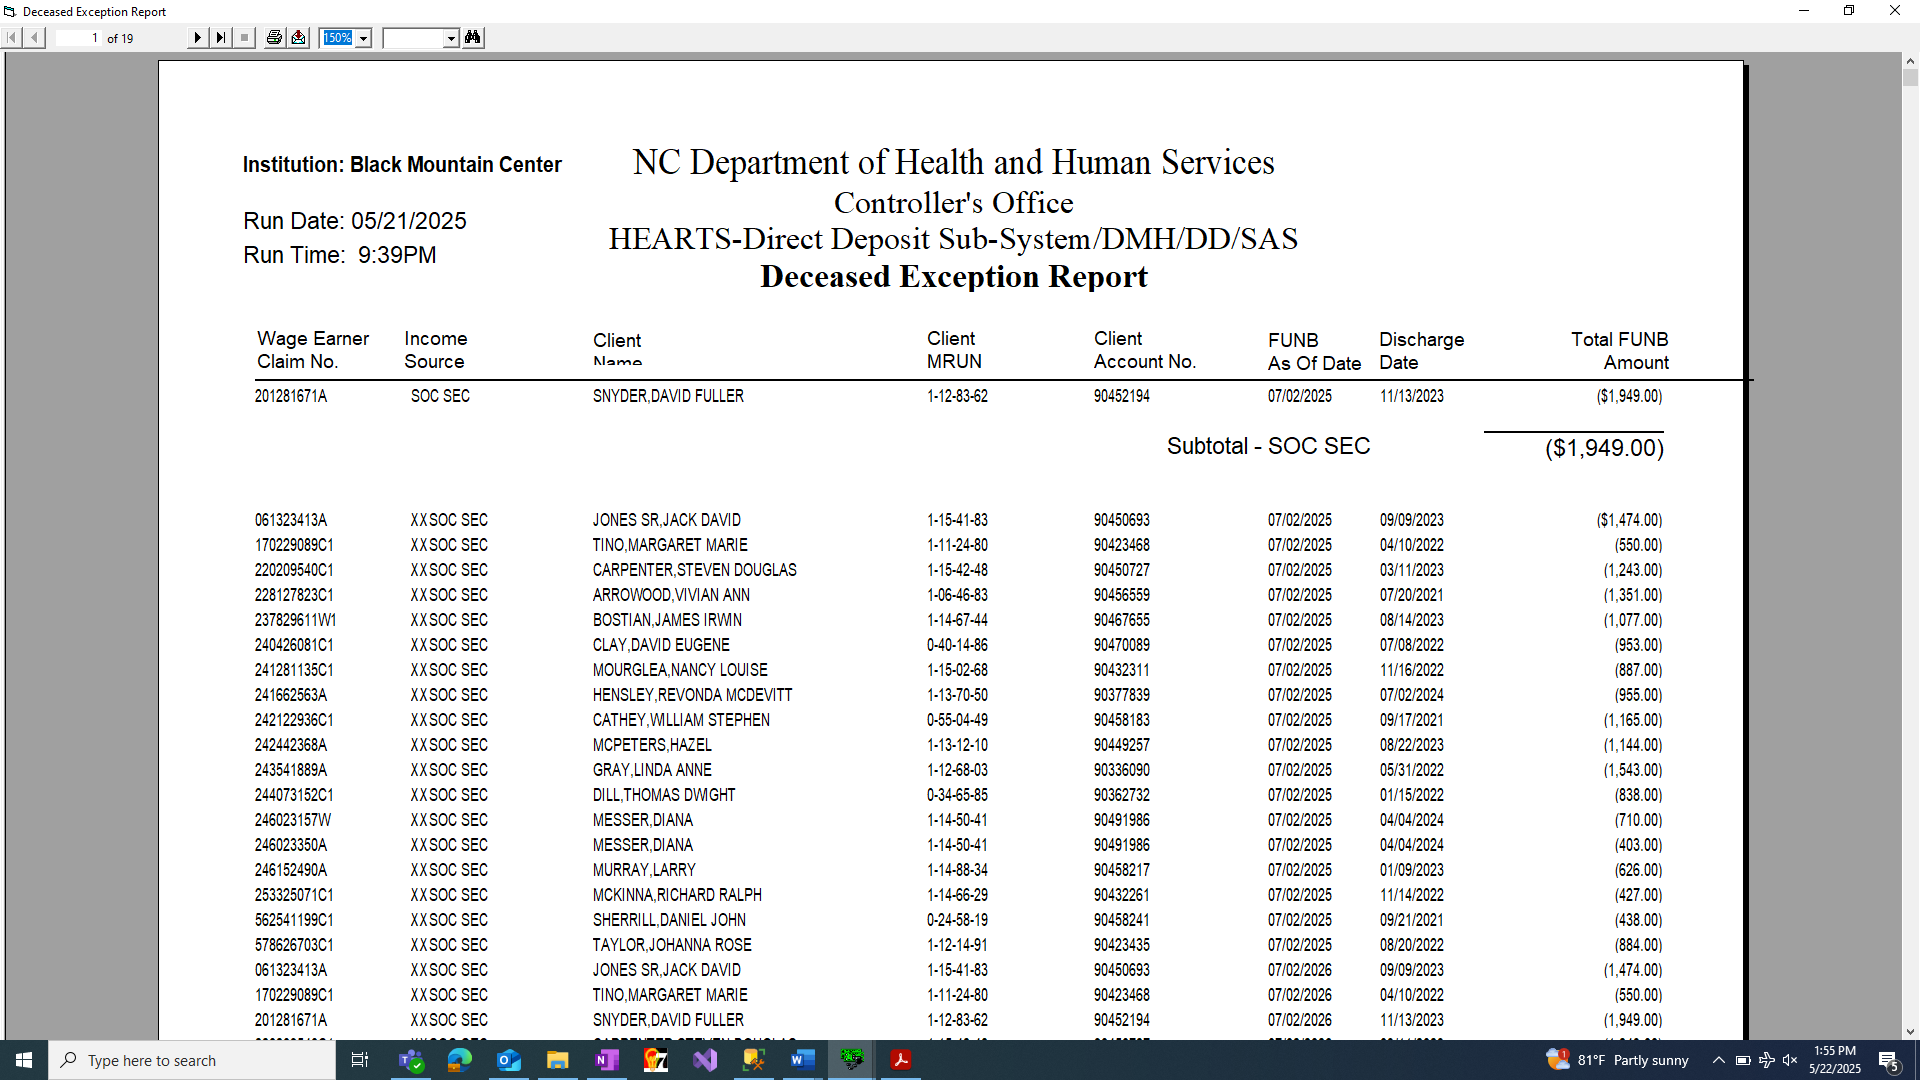 Deceased Exception Report
1 of 19 150%
Institution: Black Mountain Center
NC Department of Health and Human Services
Controller's Office
Run Date: 05/21/2025
HEARTS-Direct Deposit Sub-System/DMH/DD/SAS
Run Time: 9:39PM
Deceased Exception Report
Wage Earner Income Client Client Client FUNB Discharge Total FUNB
Claim No. Source Name MRUN Account No. As Of Date Date Amount
201281671A SOC SEC SNYDER,DAVID FULLER 1-12-83-62 90452194 07/02/2025 11/13/2023 ($1,949.00)
Subtotal - SOC SEC ($1,949.00)
061323413A XXSOC SEC JONES SR,JACK DAVID 1-15-41-83 90450693 07/02/2025 09/09/2023 ($1,474.00)
170229089C1 XXSOC SEC TINO,MARGARET MARIE 1-11-24-80 90423468 07/02/2025 04/10/2022 (550.00)
220209540C1 XXSOC SEC CARPENTER,STEVEN DOUGLAS 1-15-42-48 90450727 07/02/2025 03/11/2023 (1,243.00)
228127823C1 XXSOC SEC ARROWOOD,VIVIAN ANN 1-06-46-83 90456559 07/02/2025 07/20/2021 (1,351.00)
237829611W1 XXSOC SEC BOSTIAN,JAMES IRWIN 1-14-67-44 90467655 07/02/2025 08/14/2023 (1,077.00)
240426081C1 XXSOC SEC CLAY,DAVID EUGENE 0-40-14-86 90470089 07/02/2025 07/08/2022 (953.00)
241281135C1 XXSOC SEC MOURGLEA,NANCY LOUISE 1-15-02-68 90432311 07/02/2025 11/16/2022 (887.00)
241662563A XXSOC SEC HENSLEY,REVONDA MCDEVITT 1-13-70-50 90377839 07/02/2025 07/02/2024 (955.00)
242122936C1 XXSOC SEC CATHEY,WILLIAM STEPHEN 0-55-04-49 90458183 07/02/2025 09/17/2021 (1,165.00)
242442368A XXSOC SEC MCPETERS,HAZEL 1-13-12-10 90449257 07/02/2025 08/22/2023 (1,144.00)
243541889A XXSOC SEC GRAY,LINDA ANNE 1-12-68-03 90336090 07/02/2025 05/31/2022 (1,543.00)
244073152C1 XXSOC SEC DILL,THOMAS DWIGHT 0-34-65-85 90362732 07/02/2025 01/15/2022 (838.00)
246023157W XXSOC SEC MESSER,DIANA 1-14-50-41 90491986 07/02/2025 04/04/2024 (710.00)
246023350A XXSOC SEC MESSER,DIANA 1-14-50-41 90491986 07/02/2025 04/04/2024 (403.00)
246152490A XXSOC SEC MURRAY,LARRY 1-14-88-34 90458217 07/02/2025 01/09/2023 (626.00)
253325071C1 XXSOC SEC MCKINNA,RICHARD RALPH 1-14-66-29 90432261 07/02/2025 11/14/2022 (427.00)
562541199C1 XXSOC SEC SHERRILL,DANIEL JOHN 0-24-58-19 90458241 07/02/2025 09/21/2021 (438.00)
578626703C1 XXSOC SEC TAYLOR,JOHANNA ROSE 1-12-14-91 90423435 07/02/2025 08/20/2022 (884.00)
061323413A XXSOC SEC JONES SR,JACK DAVID 1-15-41-83 90450693 07/02/2026 09/09/2023 (1,474.00)
170229089C1 XXSOC SEC TINO,MARGARET MARIE 1-11-24-80 90423468 07/02/2026 04/10/2022 (550.00)
201281671A XXSOC SEC SNYDER,DAVID FULLER 1-12-83-62 90452194 07/02/2026 11/13/2023 (1,949.00)
Type here to search
81°F Partly sunny
1:55 PM
5/22/2025
5